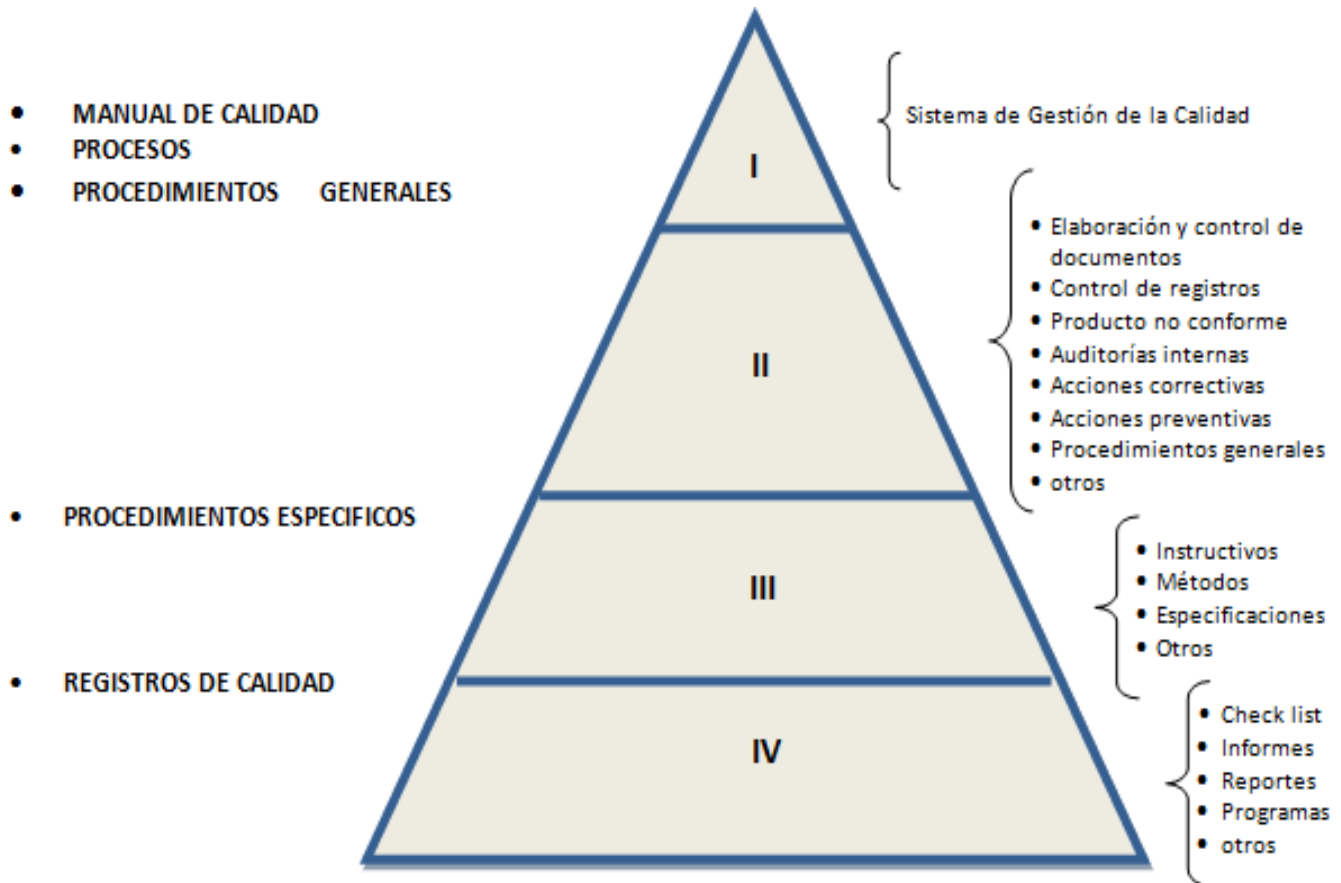 • MANUAL DE CALIDAD
• PROCESOS
• PROCEDIMIENTOS GENERALES
• PROCEDIMIENTOS ESPECIFICOS
• REGISTROS DE CALIDAD
I
II
III
IV
Sistema de Gestión de la Calidad
• Elaboración y control de
documentos
• Control de registros
• Producto no conforme
• Auditorías internas
• Acciones correctivas
• Acciones preventivas
• Procedimientos generales
• otros
• Instructivos
• Métodos
• Especificaciones
• Otros
• Check list
• Informes
• Reportes
• Programas
• otros